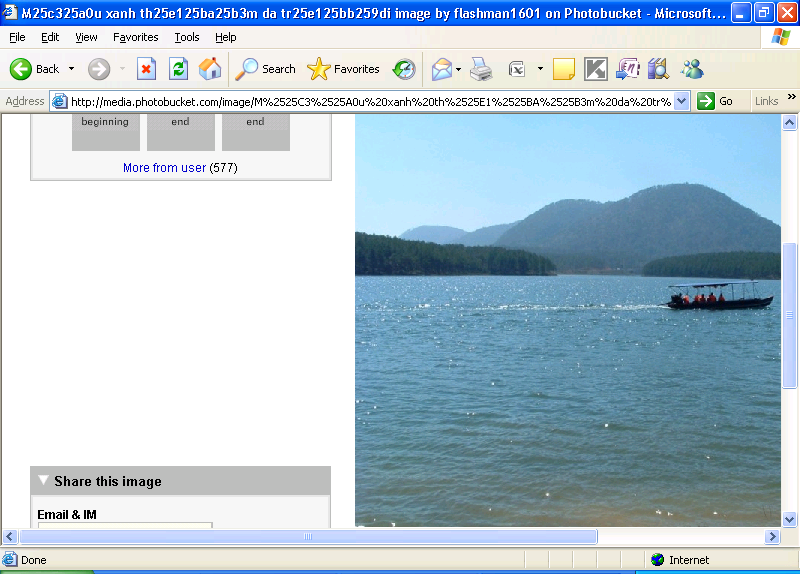 M25c325a0u xanh th25e125ba25b3m da tr25e125bb259di image by flashman1601 on Photobucket - Microsoft...
File Edit View Favorites Tools Help
Back Search Favorites
Address http://media.photobucket.com/image/M%2525C3%2525A0u%20xanh%20th%2525E1%2525BA%2525B3m%20da%20tr% Go Links »
beginning end end
More from user (577)
Share this image
Email & IM
Done Internet